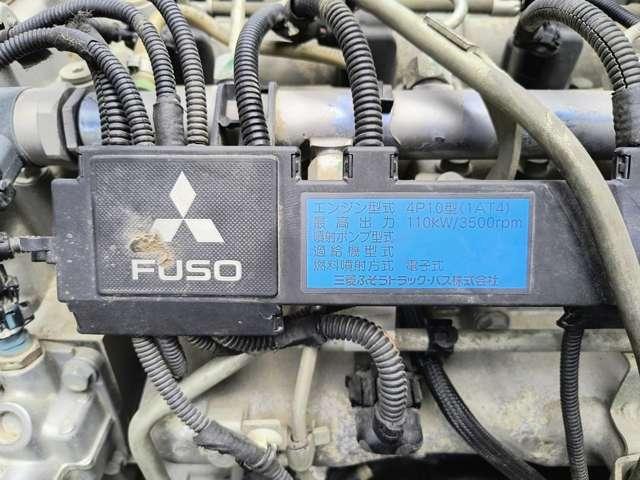 FUSO
エンジン型式 4P10型(1AT4)
最高出力 110KW/3500rpm
噴射ポンプ型式
過給機型式
燃料噴射方式 電子式
三菱ふそうトラック・バス株式会社